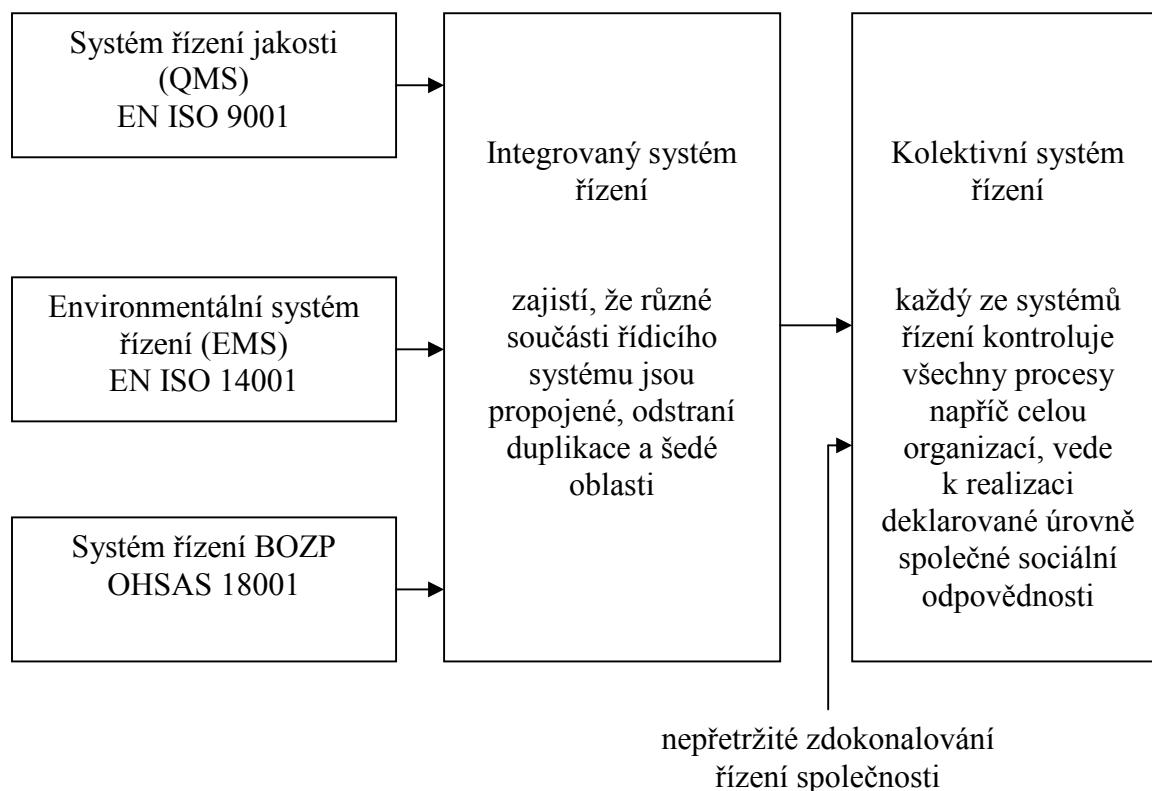 Systém řízení jakosti
(QMS)
EN ISO 9001
Environmentální systém
řízení (EMS)
EN ISO 14001
Systém řízení BOZP
OHSAS 18001
Integrovaný systém
řízení
zajistí, že různé
součásti řídicího
systému jsou
propojené, odstraní
duplikace a šedé
oblasti
Kolektivní systém
řízení
každý ze systémů
řízení kontroluje
všechny procesy
napříč celou
organizací, vede
k realizaci
deklarované úrovně
společné sociální
odpovědnosti
nepřetržité zdokonalování
řízení společnosti